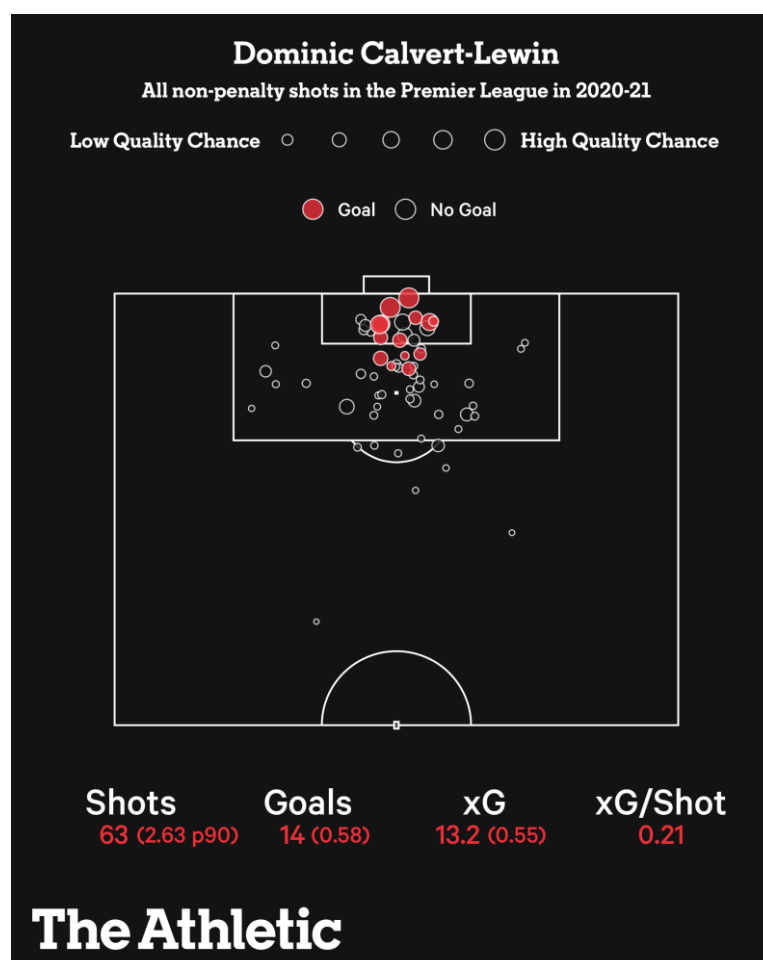 Dominic Calvert-Lewin
All non-penalty shots in the Premier League in 2020-21
Low Quality Chance High Quality Chance
Goal No Goal
Shots Goals xG xG/Shot
63 (2.63 p90) 14 (0.58) 13.2 (0.55) 0.21
The Athletic